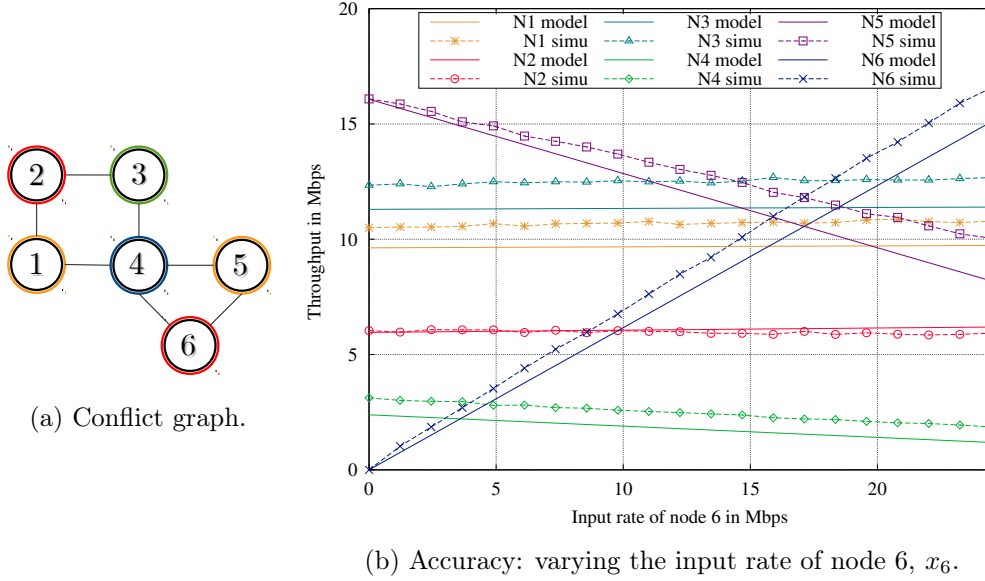 2
3
1
4
5
6
(a) Conflict graph.
N1 model
N1 simu
N2 model
N2 simu
N3 model
N3 simu
N4 model
N4 simu
N5 model
N5 simu
N6 model
N6 simu
20
15
10
5
0
Throughput in Mbps
0 5 10 15 20
Input rate of node 6 in Mbps
(b) Accuracy: varying the input rate of node 6, x₆.